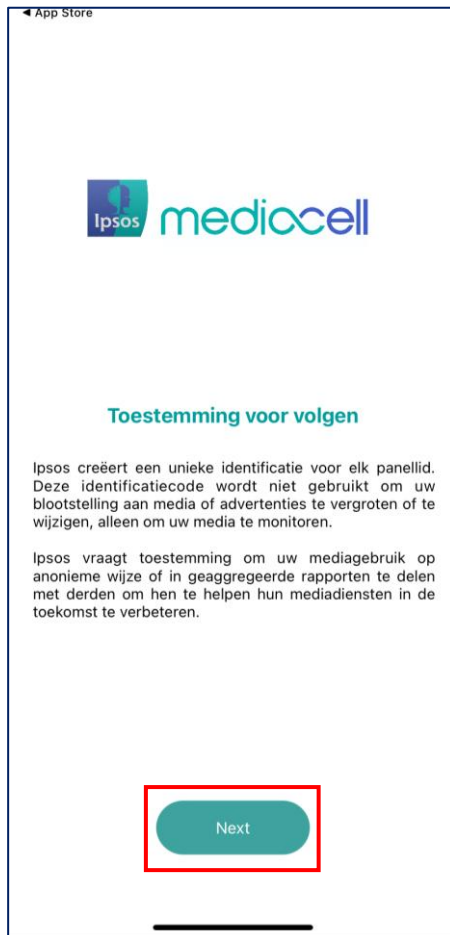 ◄ App Store
Ipsos mediacell
Toestemming voor volgen
Ipsos creëert een unieke identificatie voor elk panellid.
Deze identificatiecode wordt niet gebruikt om uw
blootstelling aan media of advertenties te vergroten of te
wijzigen, alleen om uw media te monitoren.
Ipsos vraagt toestemming om uw mediagebruik op
anonieme wijze of in geaggregeerde rapporten te delen
met derden om hen te helpen hun mediadiensten in de
toekomst te verbeteren.
Next